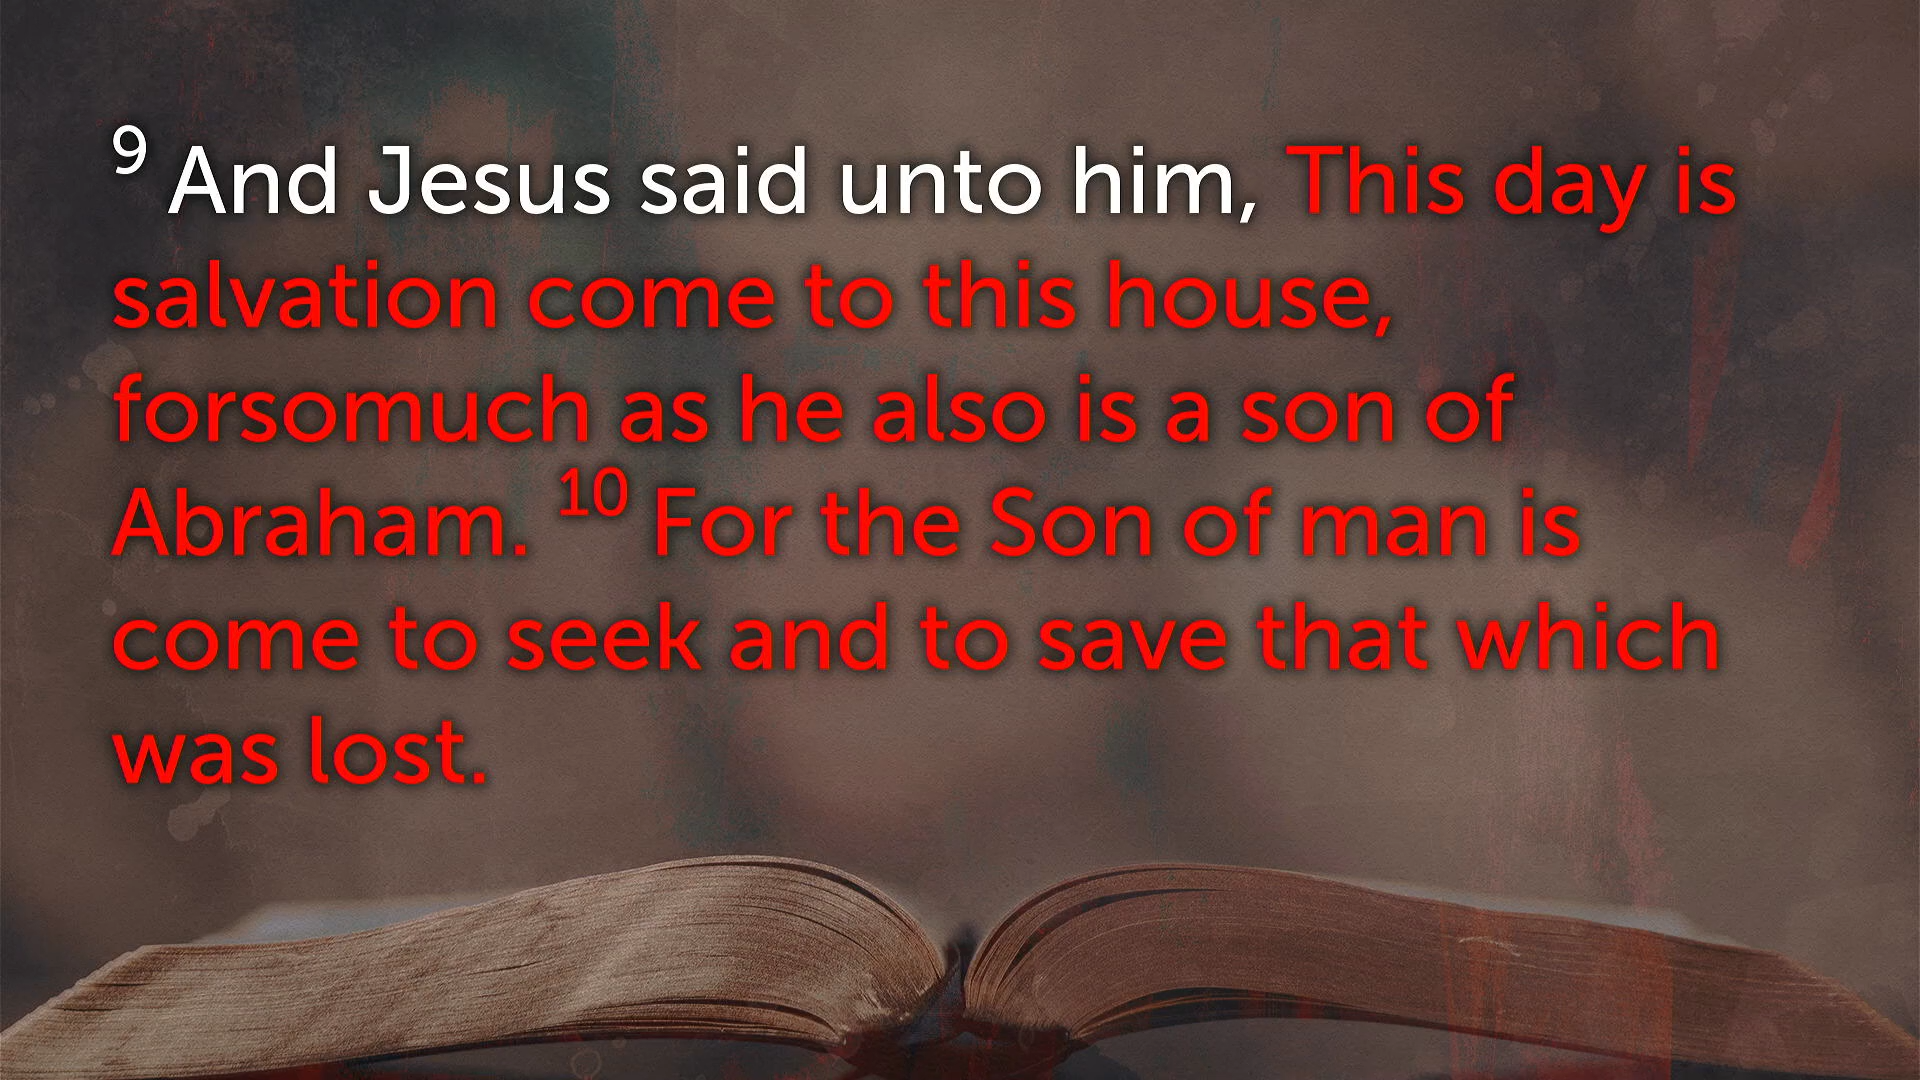 9 And Jesus said unto him, This day is
salvation come to this house,
forsomuch as he also is a son of
Abraham. 10 For the Son of man is
come to seek and to save that which
was lost.